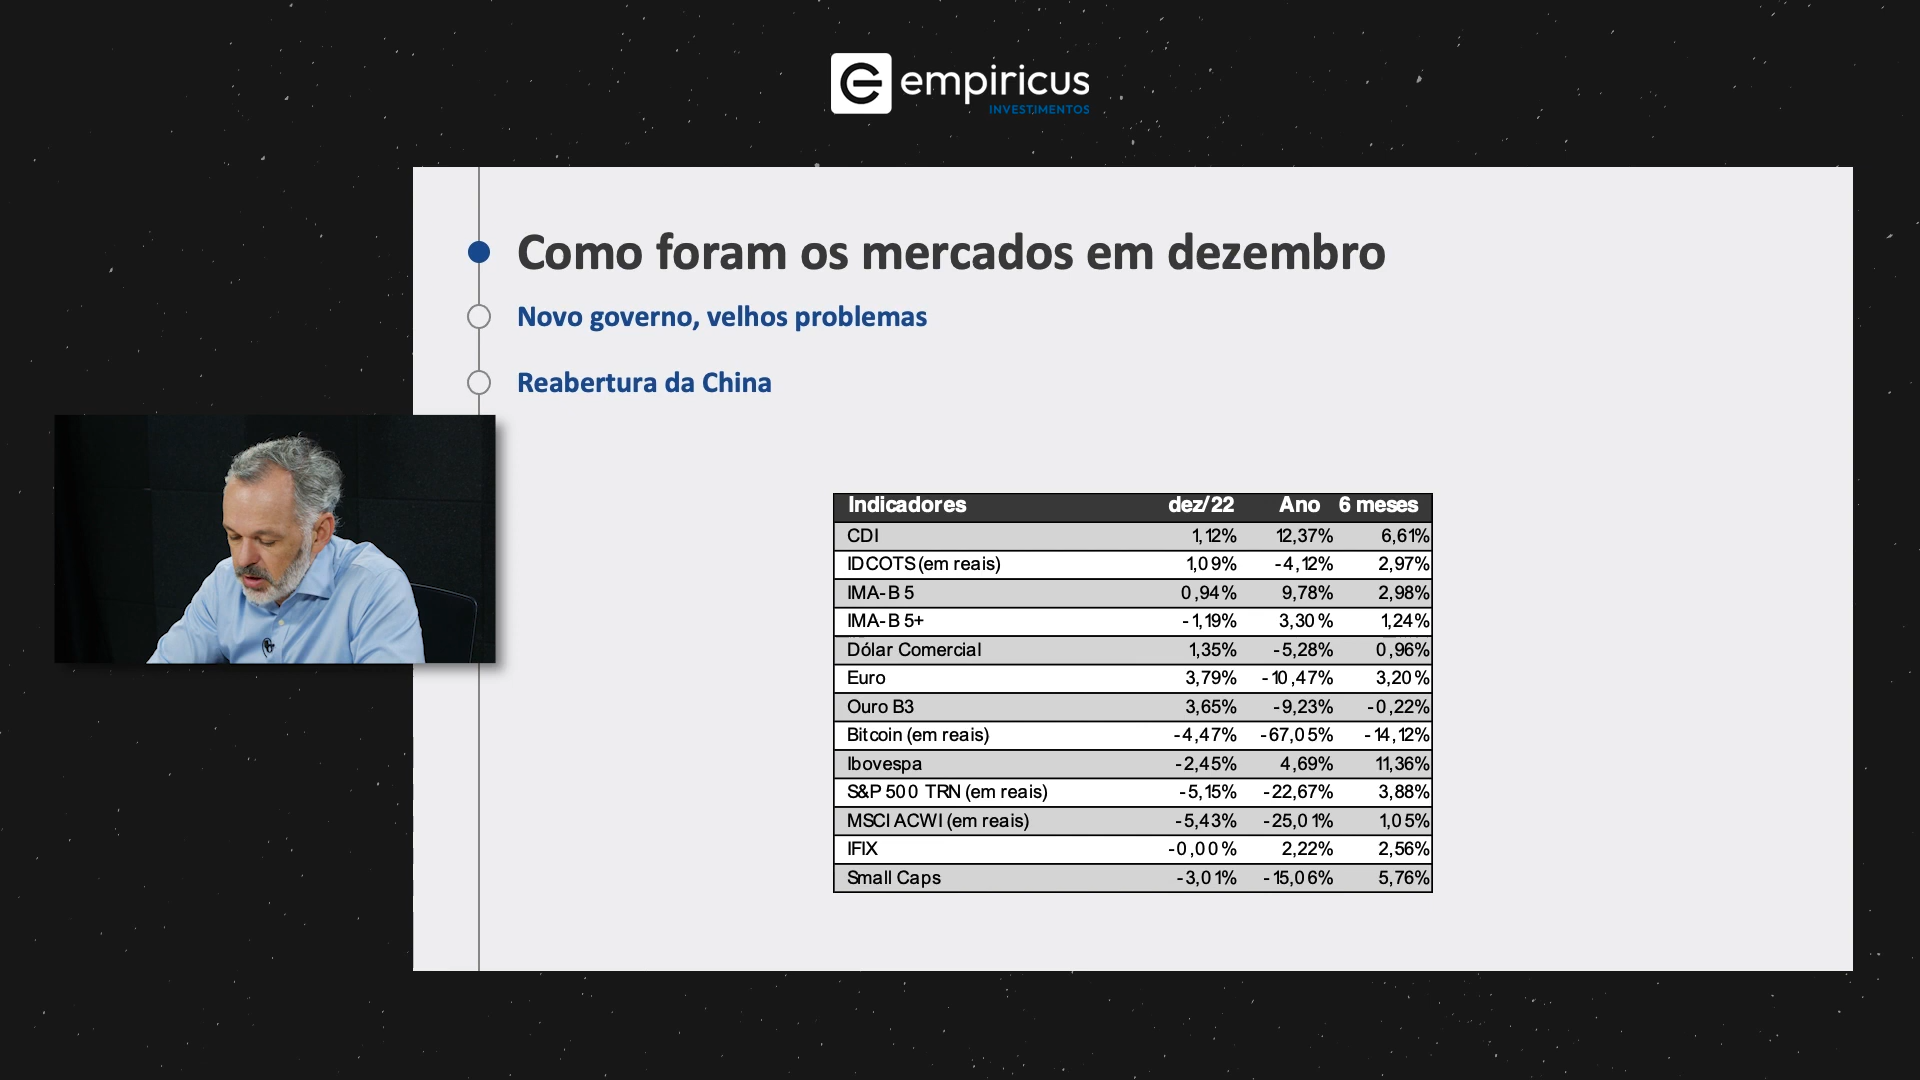 empiricus
INVESTIMENTOS
Como foram os mercados em dezembro
Novo governo, velhos problemas
Reabertura da China
Indicadores dez/22 Ano 6 meses
CDI 1,12% 12,37% 6,61%
IDCOTS (em reais) 1,09% -4,12% 2,97%
IMA-B 5 0,94% 9,78% 2,98%
IMA-B 5+ -1,19% 3,30% 1,24%
Dólar Comercial 1,35% -5,28% 0,96%
Euro 3,79% -10,47% 3,20%
Ouro B3 3,65% -9,23% -0,22%
Bitcoin (em reais) -4,47% -67,05% -14,12%
Ibovespa -2,45% 4,69% 11,36%
S&P 500 TRN (em reais) -5,15% -22,67% 3,88%
MSCI ACWI (em reais) -5,43% -25,01% 1,05%
IFIX -0,00% 2,22% 2,56%
Small Caps -3,01% -15,06% 5,76%